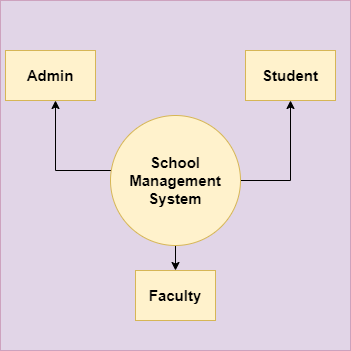 Admin
Student
School
Management
System
Faculty